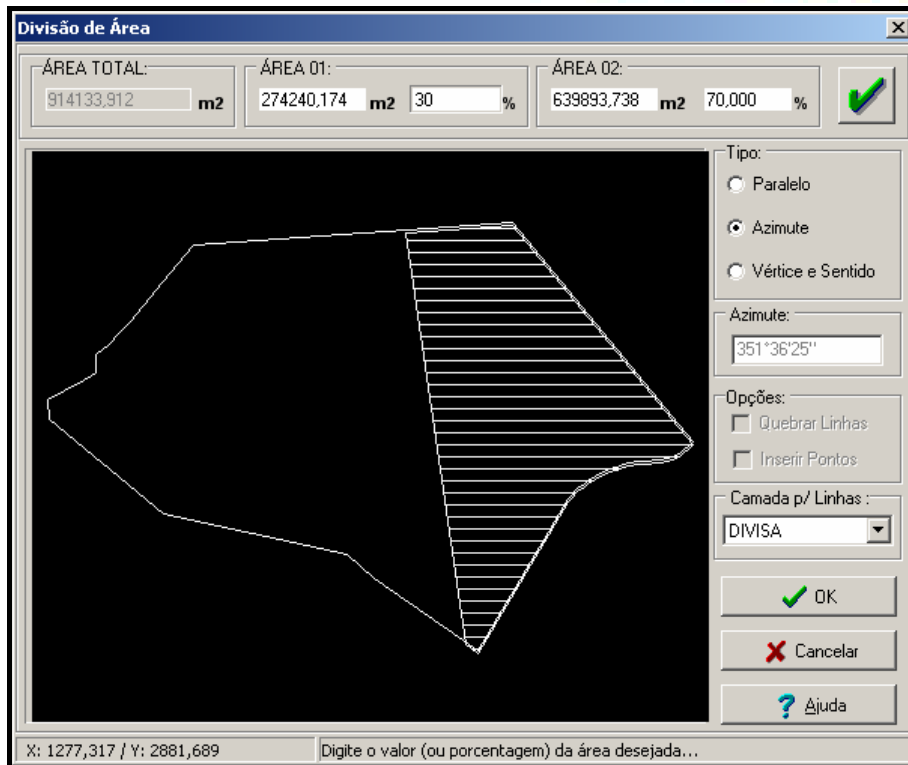 Divisão de Área
ÁREA TOTAL:
914133,912 m2
ÁREA 01:
274240,174 m2 30 %
ÁREA 02:
639893,738 m2 70,000 %
Tipo:
Paralelo
Azimute
Vértice e Sentido
Azimute:
351°36'25"
Opções:
Quebrar Linhas
Inserir Pontos
Camada p/ Linhas :
DIVISA
OK
Cancelar
Ajuda
X: 1277,317 / Y: 2881,689
Digite o valor (ou porcentagem) da área desejada...